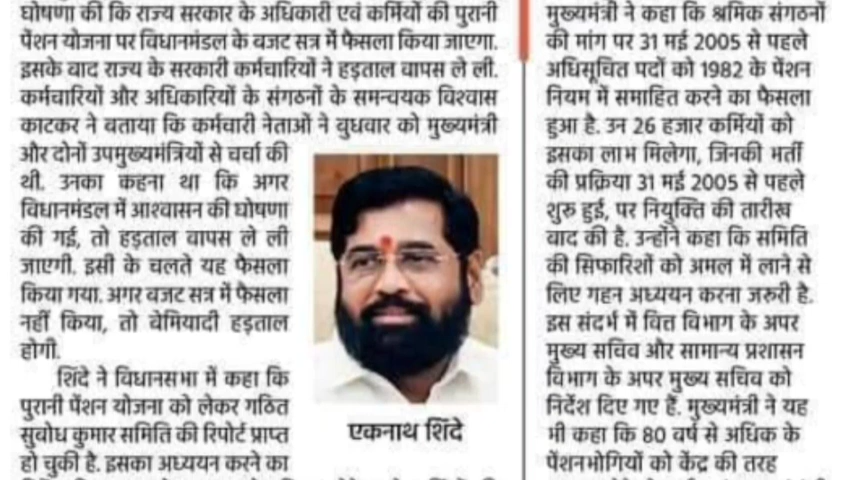 घोषणा की कि राज्य सरकार के अधिकारी एवं कर्मियों की पुरानी
पेंशन योजना पर विधानमंडल के बजट सत्र में फैसला किया जाएगा.
इसके बाद राज्य के सरकारी कर्मचारियों ने हड़ताल वापस ले ली.
कर्मचारियों और अधिकारियों के संगठनों के समन्वयक विश्वास
काटकर ने बताया कि कर्मचारी नेताओं ने बुधवार को मुख्यमंत्री
और दोनों उपमुख्यमंत्रियों से चर्चा की
थी. उनका कहना था कि अगर
विधानमंडल में आश्वासन की घोषणा
की गई, तो हड़ताल वापस ले ली
जाएगी. इसी के चलते यह फैसला
किया गया. अगर बजट सत्र में फैसला
नहीं किया, तो बेमियादी हड़ताल
होगी.
शिंदे ने विधानसभा में कहा कि
पुरानी पेंशन योजना को लेकर गठित
सुबोध कुमार समिति की रिपोर्ट प्राप्त
हो चुकी है. इसका अध्ययन करने का
एकनाथ शिंदे
मुख्यमंत्री ने कहा कि श्रमिक संगठनों
की मांग पर 31 मई 2005 से पहले
अधिसूचित पदों को 1982 के पेंशन
नियम में समाहित करने का फैसला
हुआ है. उन 26 हजार कर्मियों को
इसका लाभ मिलेगा, जिनकी भर्ती
की प्रक्रिया 31 मई 2005 से पहले
शुरू हुई, पर नियुक्ति की तारीख
बाद की है. उन्होंने कहा कि समिति
की सिफारिशों को अमल में लाने से
लिए गहन अध्ययन करना जरूरी है.
इस संदर्भ में वित्त विभाग के अपर
मुख्य सचिव और सामान्य प्रशासन
विभाग के अपर मुख्य सचिव को
निर्देश दिए गए हैं. मुख्यमंत्री ने यह
भी कहा कि 80 वर्ष से अधिक के
पेंशनभोगियों को केंद्र की तरह